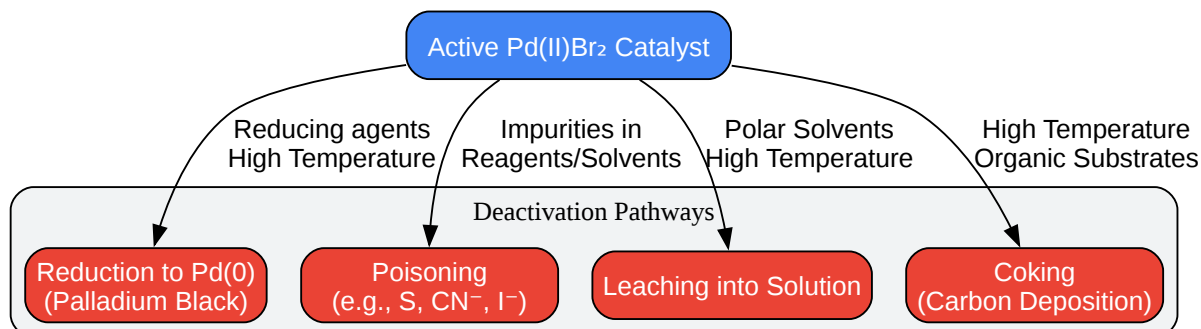 Active Pd(II)Br₂ Catalyst
Reducing agents
High Temperature
Impurities in
Reagents/Solvents
Polar Solvents
High Temperature
High Temperature
Organic Substrates
Deactivation Pathways
Reduction to Pd(0)
(Palladium Black)
Poisoning
(e.g., S, CN⁻, I⁻)
Leaching into Solution
Coking
(Carbon Deposition)